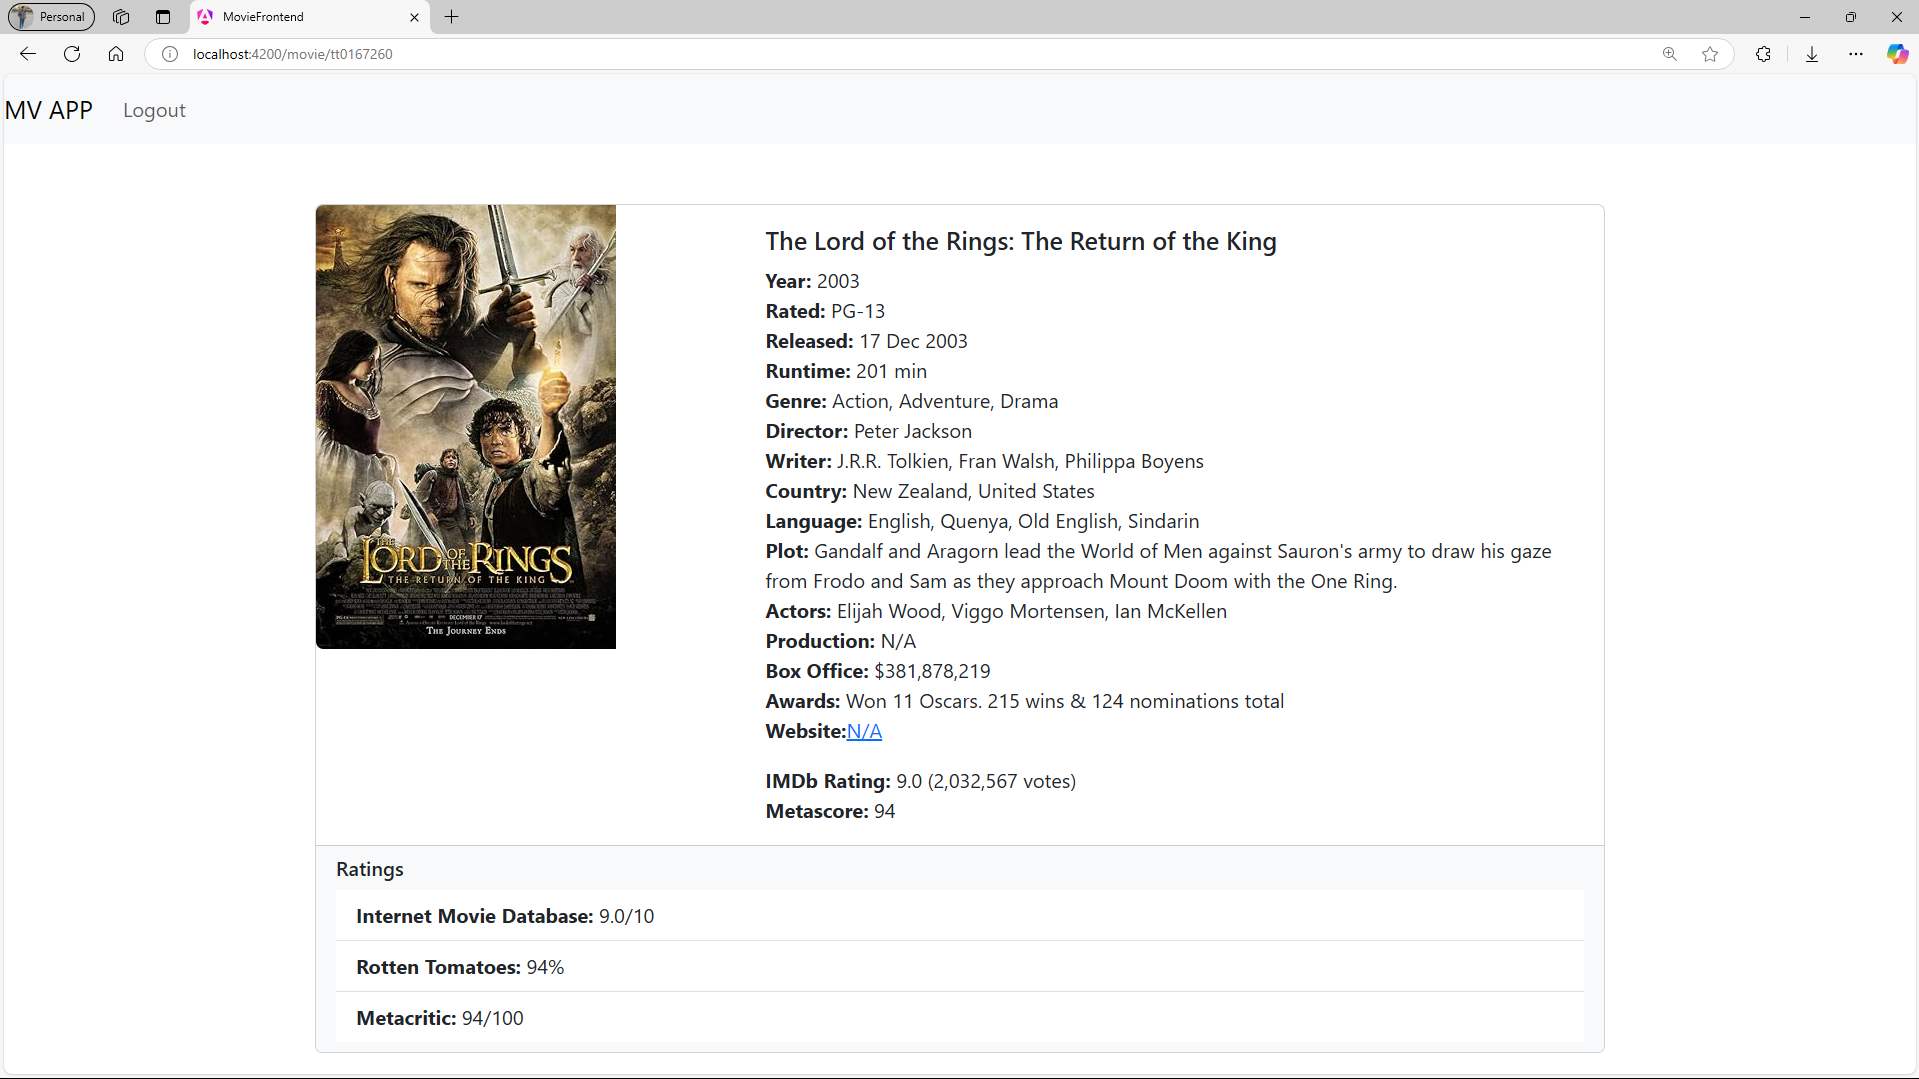 Personal
MovieFrontend
localhost:4200/movie/tt0167260
MV APP
Logout
THE
LORD OF THE RINGS
THE RETURN OF THE KING
DECEMBER 17
THE JOURNEY ENDS
The Lord of the Rings: The Return of the King
Year: 2003
Rated: PG-13
Released: 17 Dec 2003
Runtime: 201 min
Genre: Action, Adventure, Drama
Director: Peter Jackson
Writer: J.R.R. Tolkien, Fran Walsh, Philippa Boyens
Country: New Zealand, United States
Language: English, Quenya, Old English, Sindarin
Plot: Gandalf and Aragorn lead the World of Men against Sauron's army to draw his gaze
from Frodo and Sam as they approach Mount Doom with the One Ring.
Actors: Elijah Wood, Viggo Mortensen, Ian McKellen
Production: N/A
Box Office: $381,878,219
Awards: Won 11 Oscars. 215 wins & 124 nominations total
Website:N/A
IMDb Rating: 9.0 (2,032,567 votes)
Metascore: 94
Ratings
Internet Movie Database: 9.0/10
Rotten Tomatoes: 94%
Metacritic: 94/100